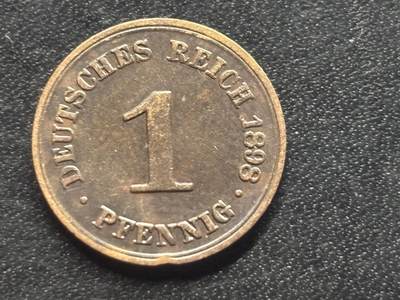 DEUTSCHES REICH 1898
1
· PFENNIG ·